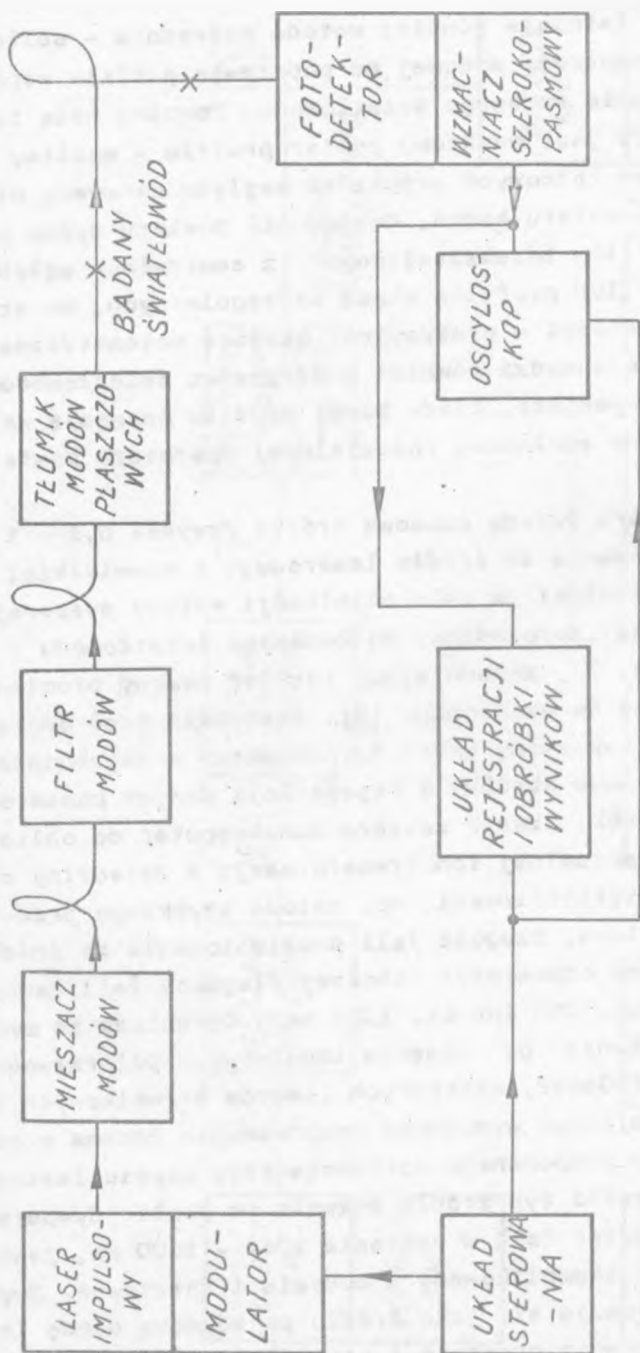 LASER
IMPULSO-
WY
MODU-
LATOR
MIESZACZ
MODÓW
FILTR
MODÓW
TŁUMIK
MODÓW
PŁASZCZO-
WYCH
BADANY
ŚWIATŁOWÓD
FOTO-
DETEK-
TOR
WZMAC-
NIACZ
SZEROKO
PASMOWY
OSCYLOS-
KOP
UKŁAD
REJESTRACJI
I OBRÓBKI
WYNIKÓW
UKŁAD
STEROWA-
-NIA